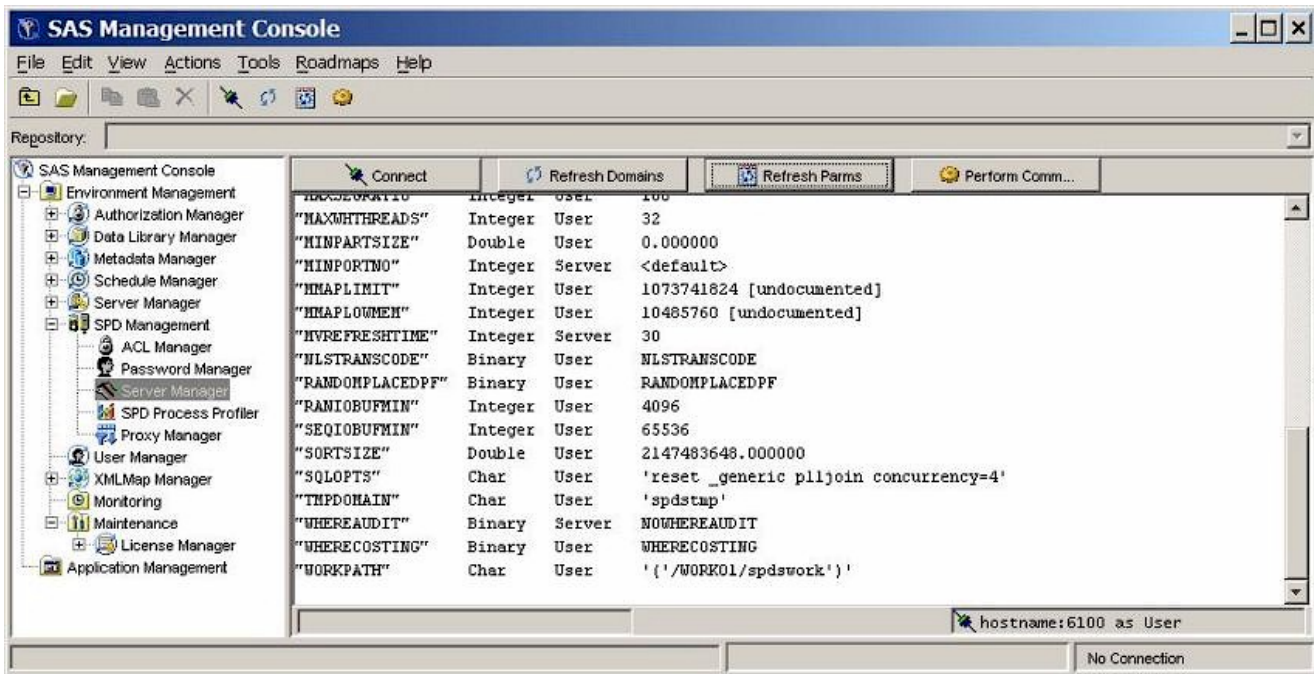 SAS Management Console
File Edit View Actions Tools Roadmaps Help
Repository:
SAS Management Console
Environment Management
Authorization Manager
Data Library Manager
Metadata Manager
Schedule Manager
Server Manager
SPD Management
ACL Manager
Password Manager
Server Manager
SPD Process Profiler
Proxy Manager
User Manager
XMLMap Manager
Monitoring
Maintenance
License Manager
Application Management
Connect Refresh Domains Refresh Parms Perform Comm...
"MAXSEGRATIO" Integer User 100
"MAXWHTHREADS" Integer User 32
"MINPARTSIZE" Double User 0.000000
"MINPORTNO" Integer Server <default>
"MMAPLIMIT" Integer User 1073741824 [undocumented]
"MMAPLOWMEM" Integer User 10485760 [undocumented]
"MVREFRESHTIME" Integer Server 30
"NLSTRANSCODE" Binary User NLSTRANSCODE
"RANDOMPLACEDPF" Binary User RANDOMPLACEDPF
"RANIOBUFMIN" Integer User 4096
"SEQIOBUFMIN" Integer User 65536
"SORTSIZE" Double User 2147483648.000000
"SQLOPTS" Char User 'reset _generic plljoin concurrency=4'
"TMPDOMAIN" Char User 'spdstmp'
"WHEREAUDIT" Binary Server NOWHEREAUDIT
"WHERECOSTING" Binary User WHERECOSTING
"WORKPATH" Char User '('/WORK01/spdswork')'
hostname:6100 as User
No Connection